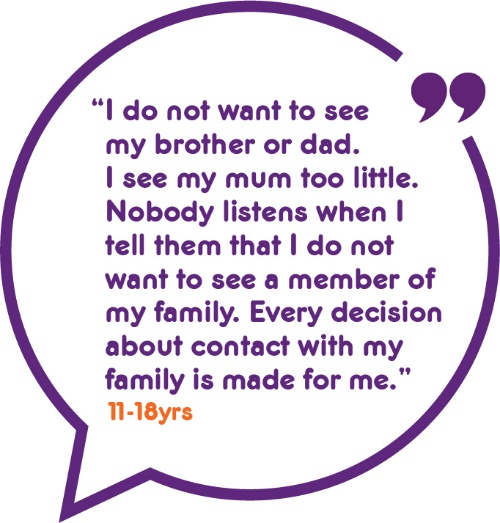 “I do not want to see
my brother or dad.
I see my mum too little.
Nobody listens when I
tell them that I do not
want to see a member of
my family. Every decision
about contact with my
family is made for me.”
11-18yrs